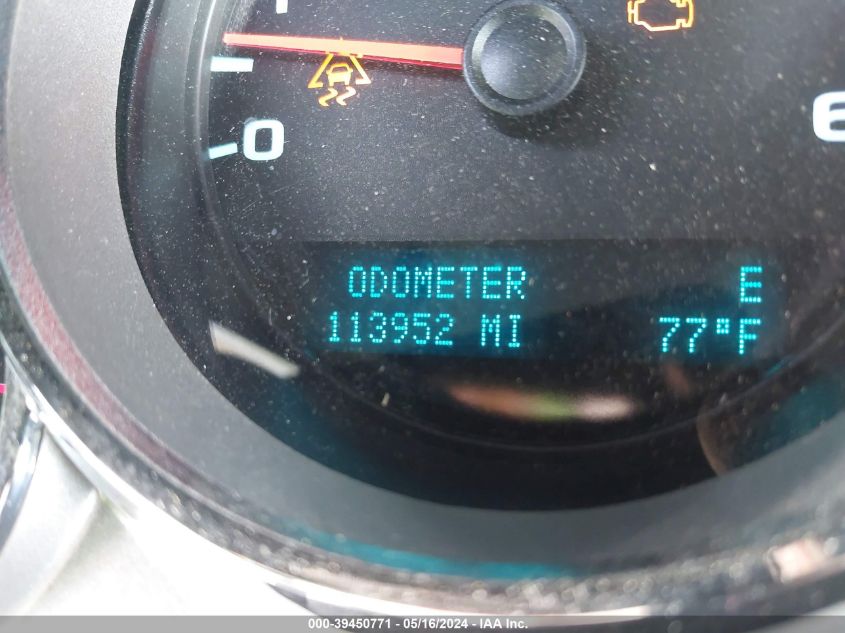 0
6
ODOMETER E
113952 MI 77°F
000-39450771 - 05/16/2024 - IAA Inc.